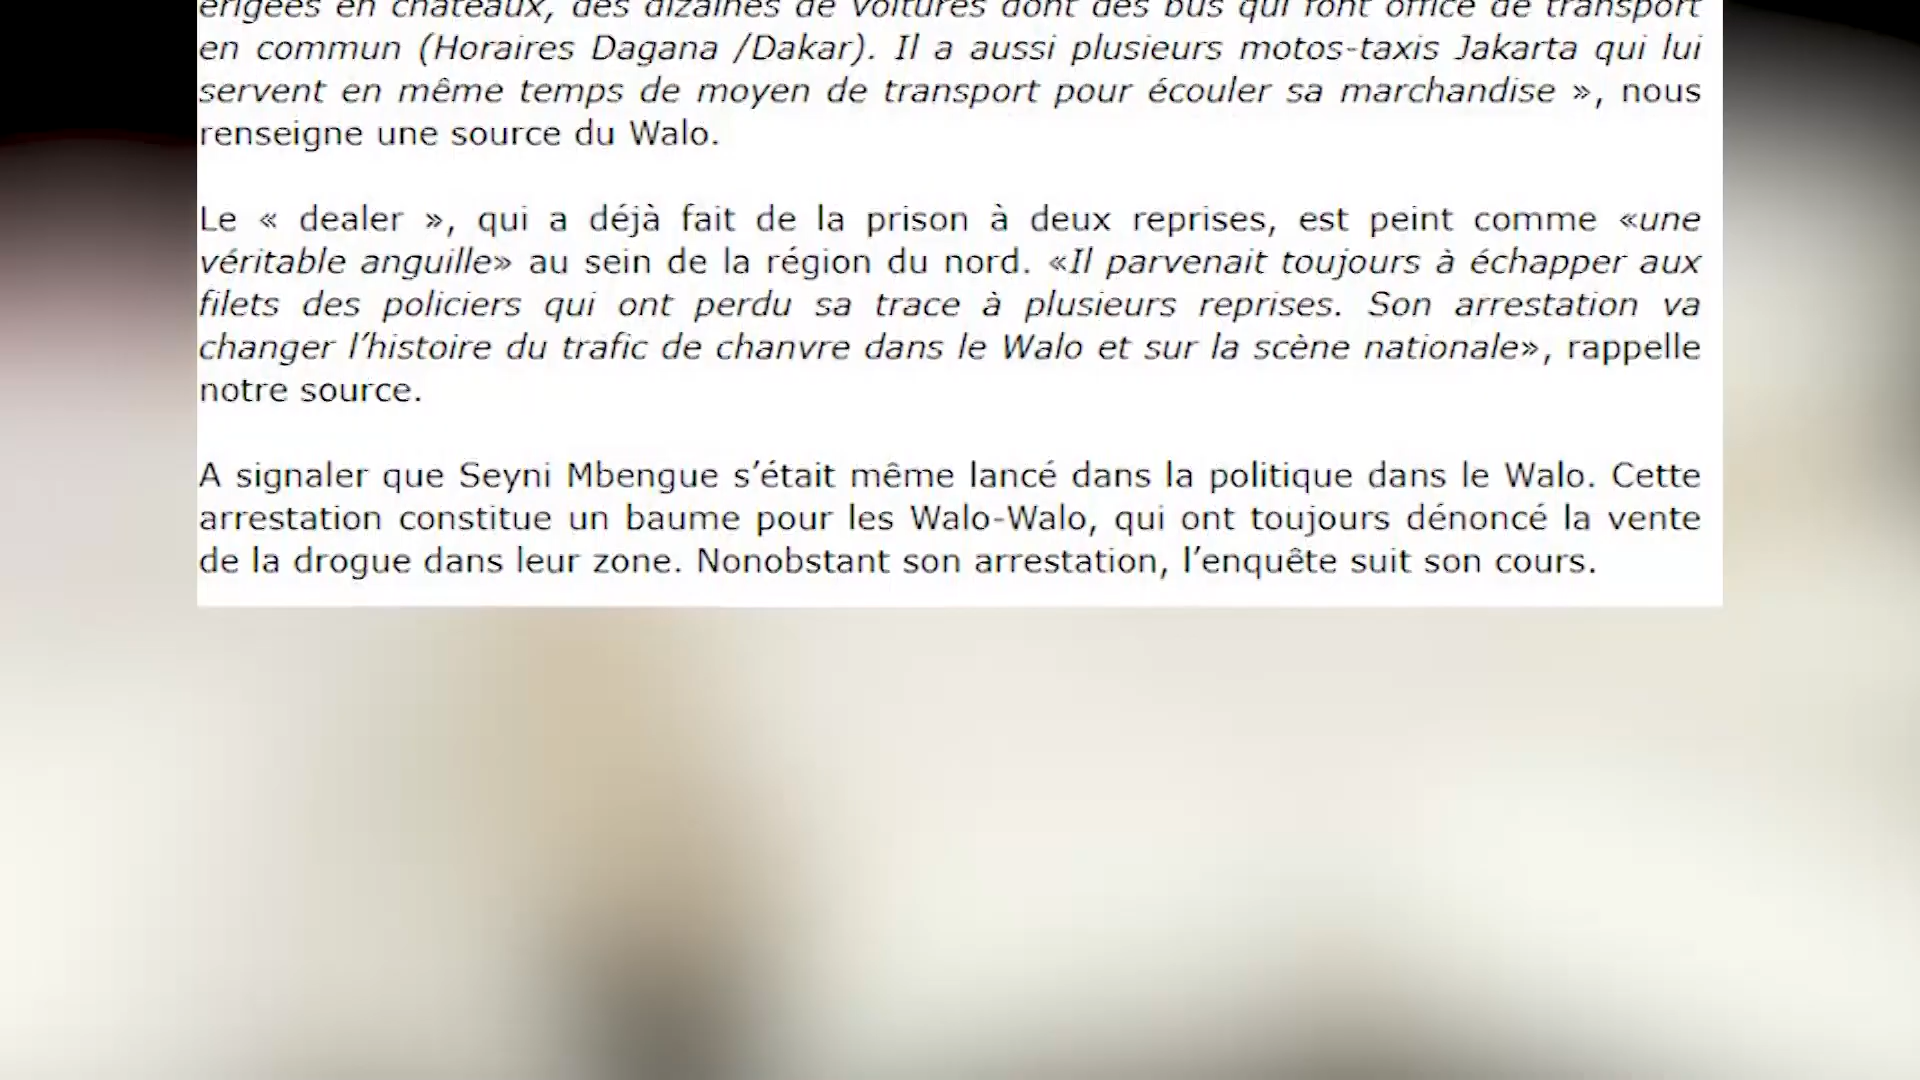 érigées en châteaux, des dizaines de voitures dont des bus qui font office de transport
en commun (Horaires Dagana /Dakar). Il a aussi plusieurs motos-taxis Jakarta qui lui
servent en même temps de moyen de transport pour écouler sa marchandise », nous
renseigne une source du Walo.
Le « dealer », qui a déjà fait de la prison à deux reprises, est peint comme «une
véritable anguille» au sein de la région du nord. «Il parvenait toujours à échapper aux
filets des policiers qui ont perdu sa trace à plusieurs reprises. Son arrestation va
changer l’histoire du trafic de chanvre dans le Walo et sur la scène nationale», rappelle
notre source.
A signaler que Seyni Mbengue s’était même lancé dans la politique dans le Walo. Cette
arrestation constitue un baume pour les Walo-Walo, qui ont toujours dénoncé la vente
de la drogue dans leur zone. Nonobstant son arrestation, l’enquête suit son cours.